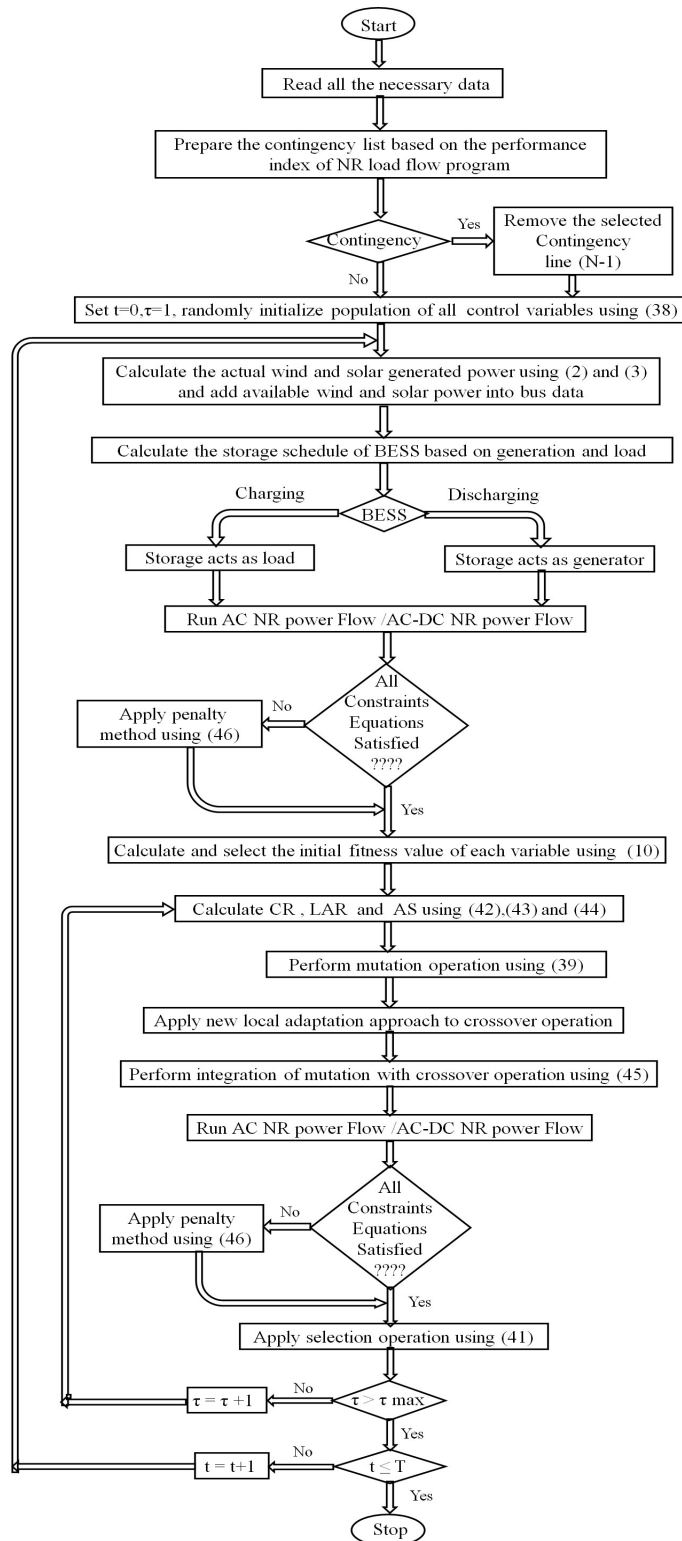 Start
Read all the necessary data
Prepare the contingency list based on the performance
index of NR load flow program
Contingency
Yes
Remove the selected
Contingency
line (N-1)
No
Set t=0,τ=1, randomly initialize population of all control variables using (38)
Calculate the actual wind and solar generated power using (2) and (3)
and add available wind and solar power into bus data
Calculate the storage schedule of BESS based on generation and load
Charging
BESS
Discharging
Storage acts as load
Storage acts as generator
Run AC NR power Flow /AC-DC NR power Flow
All
Constraints
Equations
Satisfied
????
No
Apply penalty
method using (46)
Yes
Calculate and select the initial fitness value of each variable using (10)
Calculate CR , LAR and AS using (42),(43) and (44)
Perform mutation operation using (39)
Apply new local adaptation approach to crossover operation
Perform integration of mutation with crossover operation using (45)
Run AC NR power Flow /AC-DC NR power Flow
All
Constraints
Equations
Satisfied
????
No
Apply penalty
method using (46)
Yes
Apply selection operation using (41)
τ > τ max
No
τ = τ +1
Yes
t ≤ T
No
t = t+1
Yes
Stop